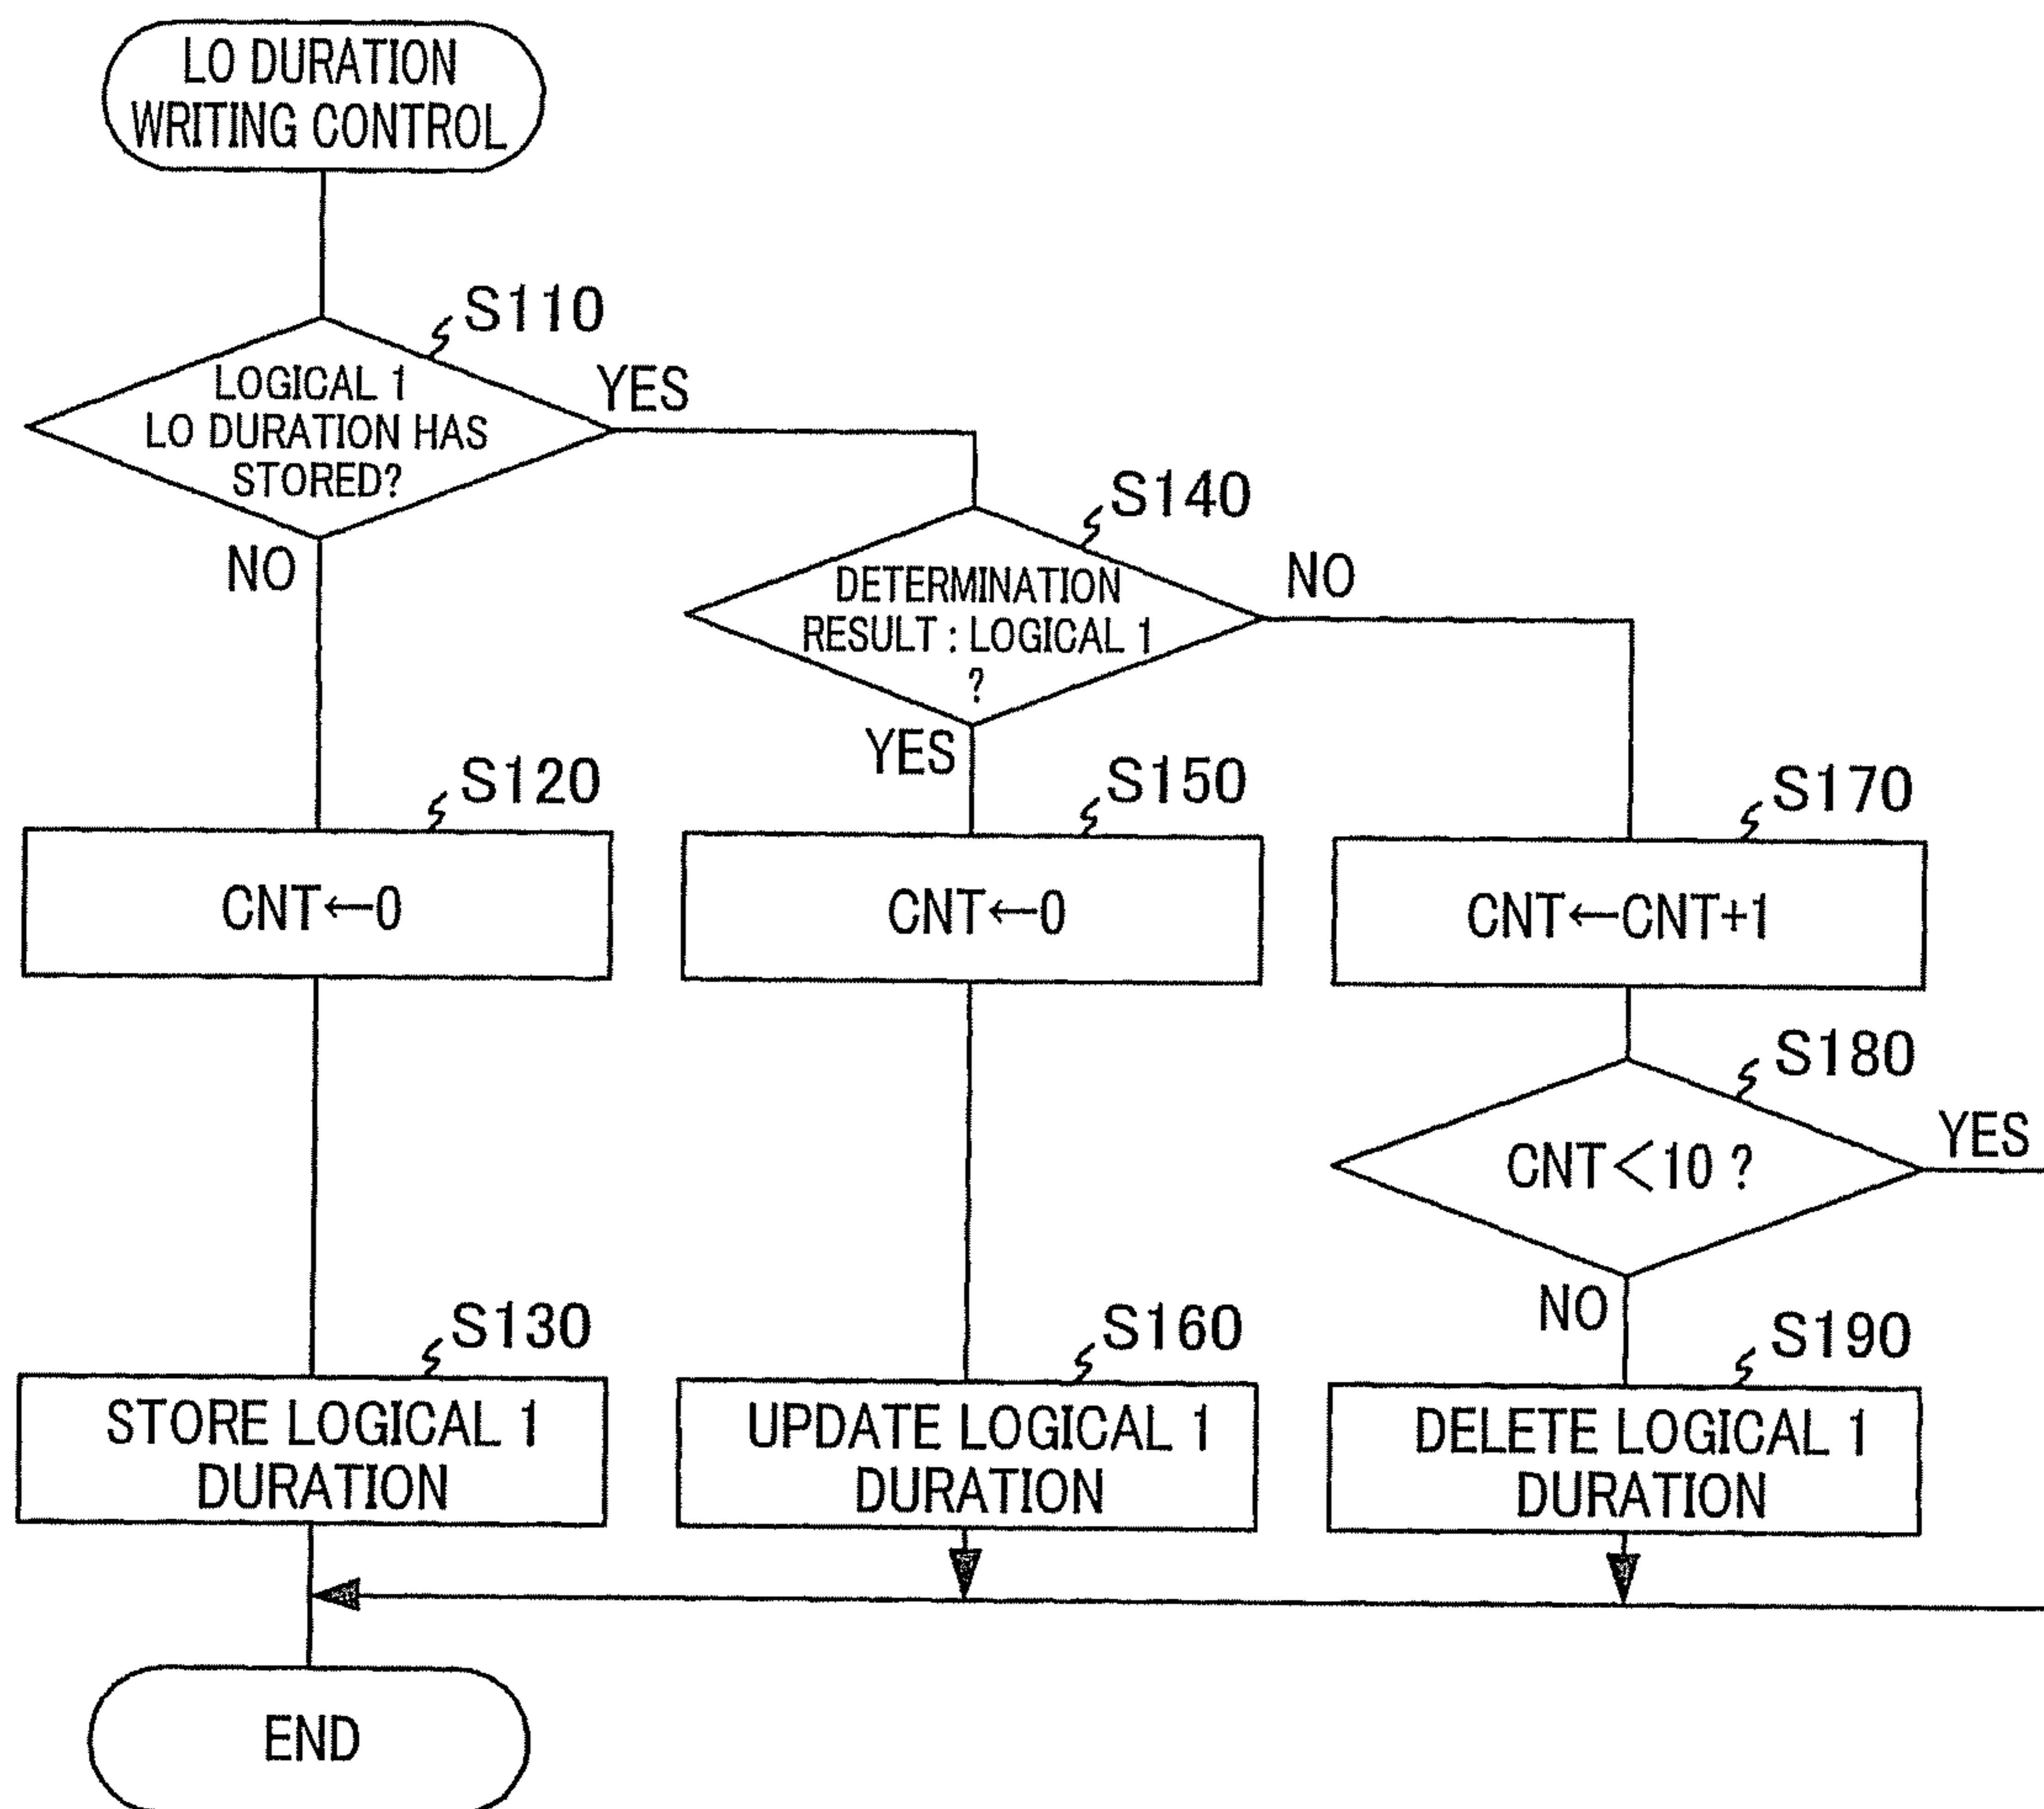 LO DURATION
WRITING CONTROL
S110
LOGICAL 1
LO DURATION HAS
STORED?
YES
NO
S140
DETERMINATION
RESULT : LOGICAL 1
?
NO
YES
S120
CNT←0
S150
CNT←0
S170
CNT←CNT+1
S180
CNT<10 ?
YES
NO
S130
STORE LOGICAL 1
DURATION
S160
UPDATE LOGICAL 1
DURATION
S190
DELETE LOGICAL 1
DURATION
END